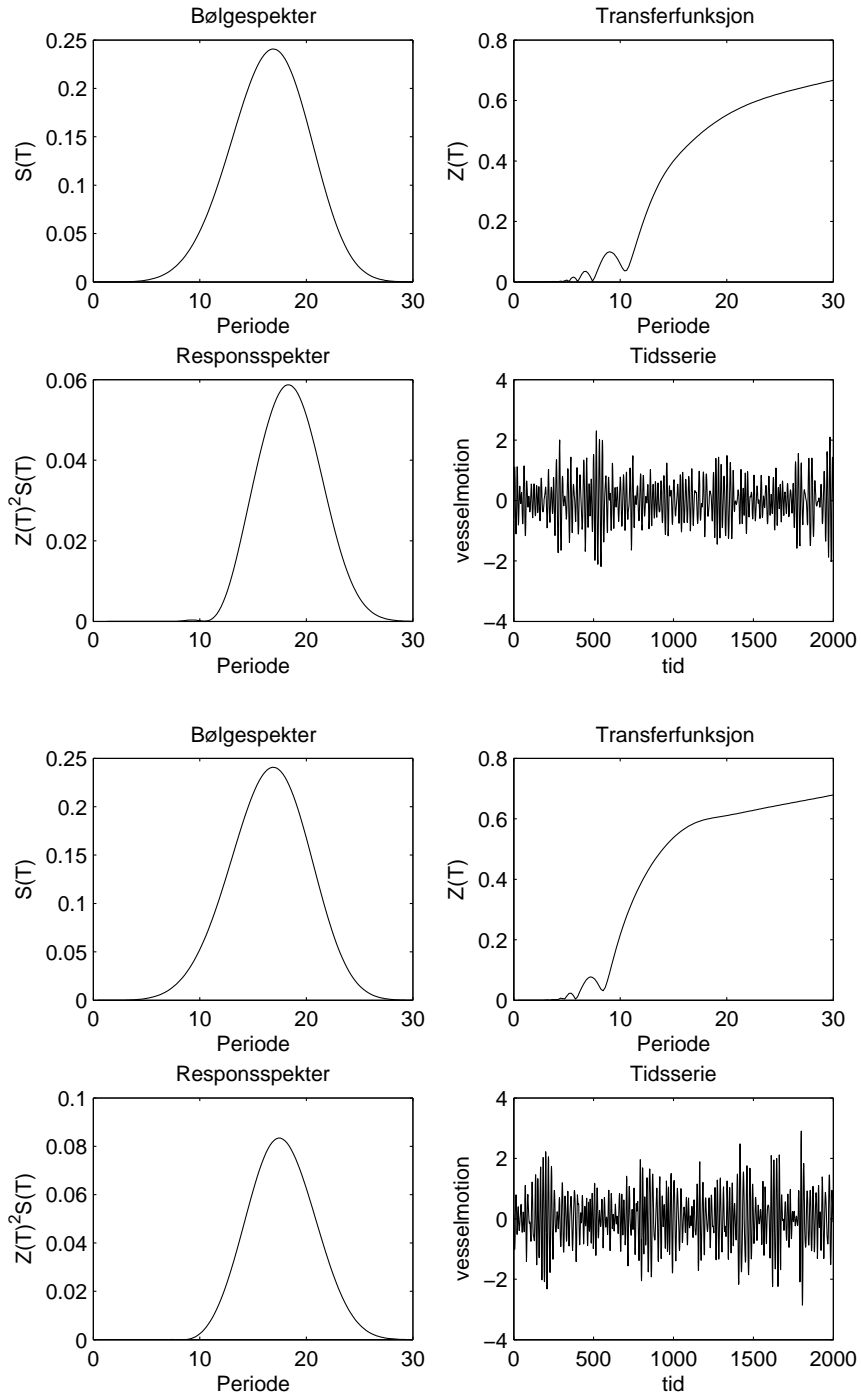 Bølgespekter
0.25
0.2
0.15
0.1
0.05
0
S(T)
0 10 20 30
Periode
Transferfunksjon
0.8
0.6
0.4
0.2
0
Z(T)
0 10 20 30
Periode
Responsspekter
0.06
0.04
0.02
0
Z(T)²S(T)
0 10 20 30
Periode
Tidsserie
4
2
0
−2
−4
vesselmotion
0 500 1000 1500 2000
tid
Bølgespekter
0.25
0.2
0.15
0.1
0.05
0
S(T)
0 10 20 30
Periode
Transferfunksjon
0.8
0.6
0.4
0.2
0
Z(T)
0 10 20 30
Periode
Responsspekter
0.1
0.08
0.06
0.04
0.02
0
Z(T)²S(T)
0 10 20 30
Periode
Tidsserie
4
2
0
−2
−4
vesselmotion
0 500 1000 1500 2000
tid